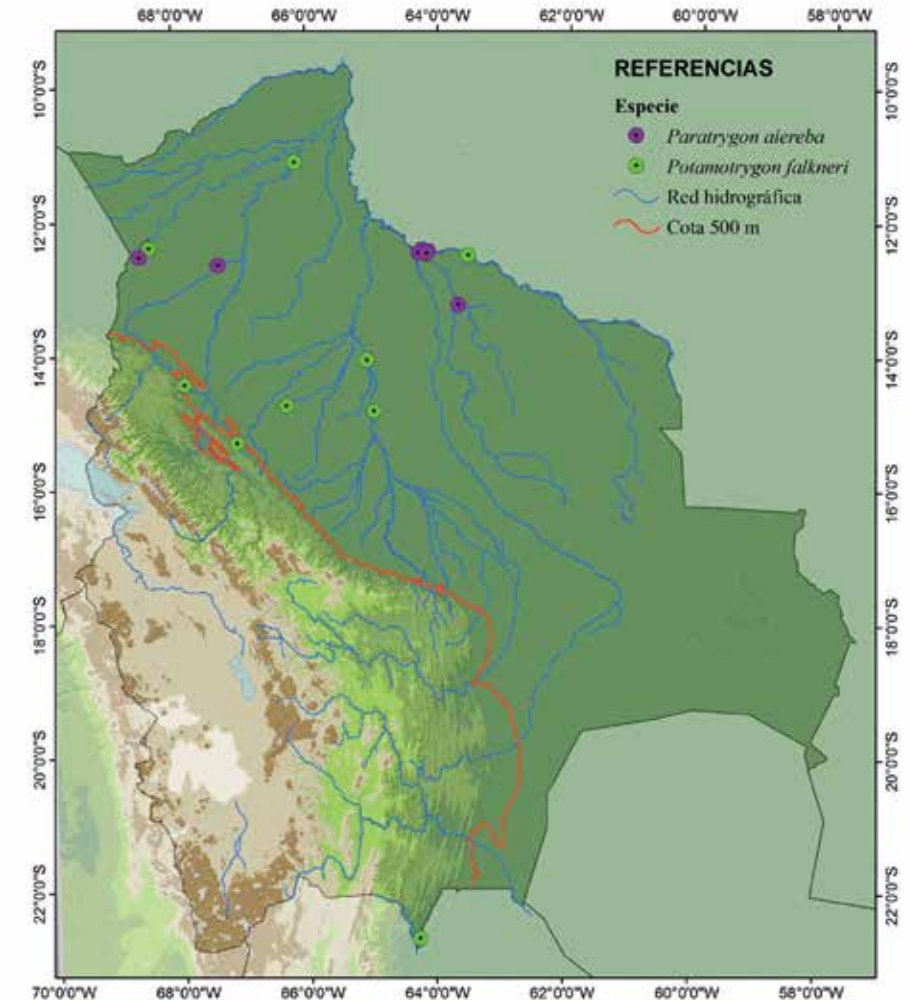 68°0'0"W 66°0'0"W 64°0'0"W 62°0'0"W 60°0'0"W 58°0'0"W
REFERENCIAS
Especie
Paratrygon aiereba
Potamotrygon falkneri
Red hidrográfica
Cota 500 m
10°0'0"S
12°0'0"S
14°0'0"S
16°0'0"S
18°0'0"S
20°0'0"S
22°0'0"S
10°0'0"S
12°0'0"S
14°0'0"S
16°0'0"S
18°0'0"S
20°0'0"S
22°0'0"S
70°0'0"W 68°0'0"W 66°0'0"W 64°0'0"W 62°0'0"W 60°0'0"W 58°0'0"W